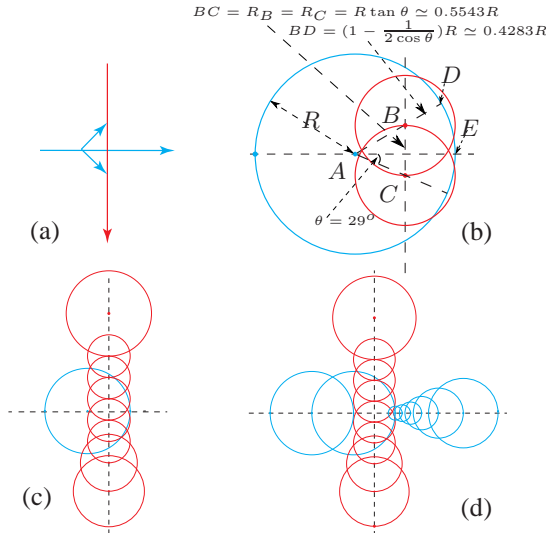 BC = R_B = R_C = R tan θ ≃ 0.5543R
BD = (1 − 1/(2 cos θ))R ≃ 0.4283R
D
R
B
E
A
C
θ = 29°
(a)
(b)
(c)
(d)